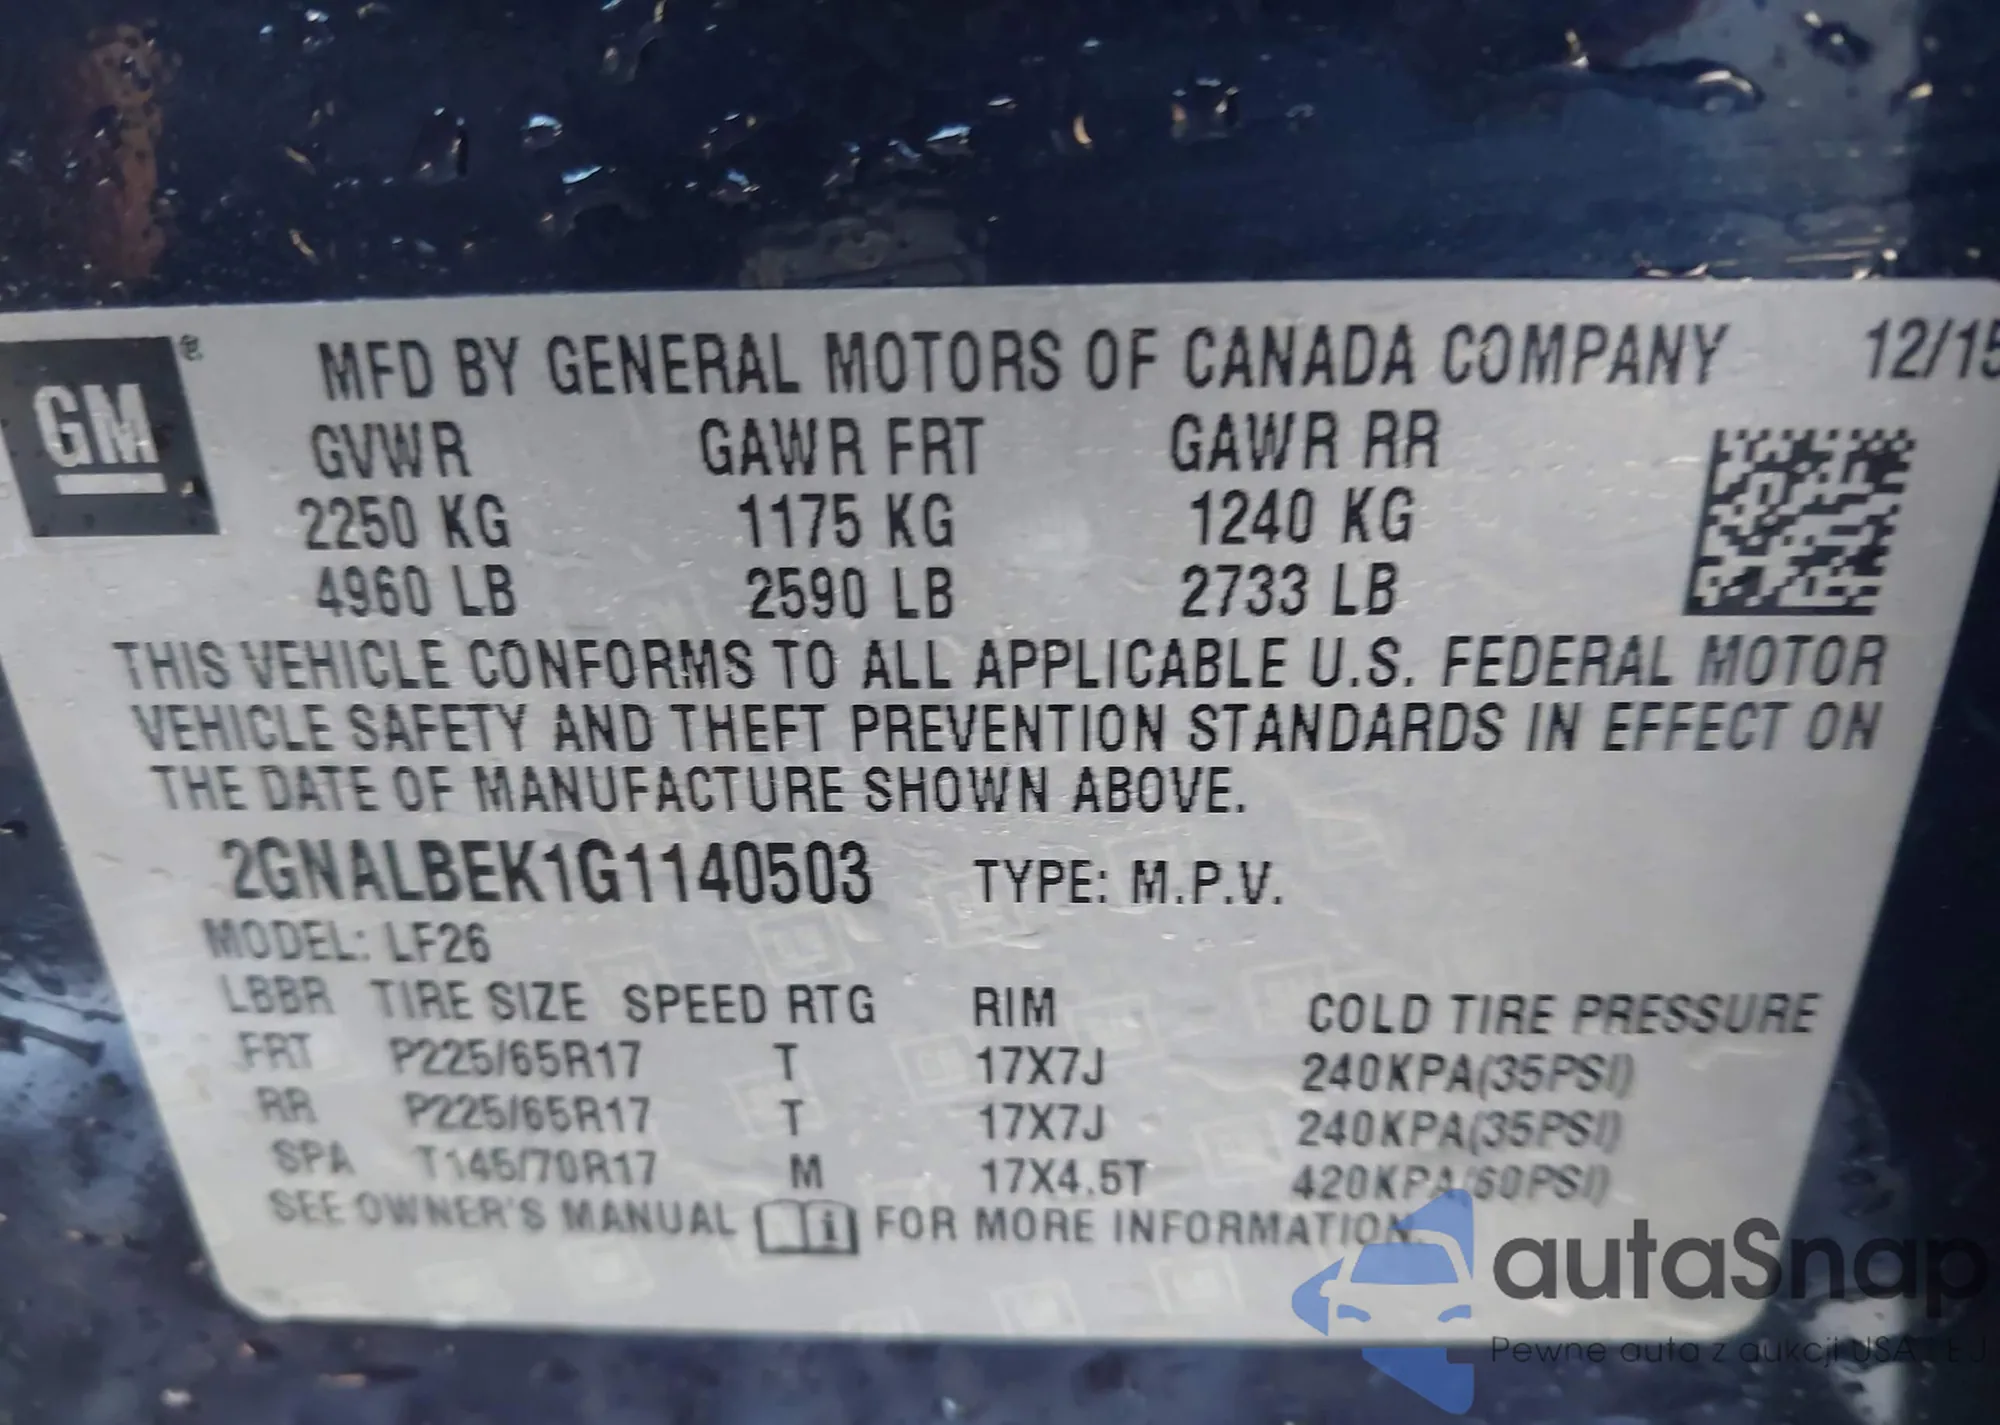 GM®
MFD BY GENERAL MOTORS OF CANADA COMPANY 12/15
GVWR GAWR FRT GAWR RR
2250 KG 1175 KG 1240 KG
4960 LB 2590 LB 2733 LB
THIS VEHICLE CONFORMS TO ALL APPLICABLE U.S. FEDERAL MOTOR
VEHICLE SAFETY AND THEFT PREVENTION STANDARDS IN EFFECT ON
THE DATE OF MANUFACTURE SHOWN ABOVE.
2GNALBEK1G1140503 TYPE: M.P.V.
MODEL: LF26
LBBR TIRE SIZE SPEED RTG RIM COLD TIRE PRESSURE
FRT P225/65R17 T 17X7J 240KPA(35PSI)
RR P225/65R17 T 17X7J 240KPA(35PSI)
SPA T145/70R17 M 17X4.5T 420KPA(60PSI)
SEE OWNER'S MANUAL i FOR MORE INFORMATION.
autaSnap
Pewne auta z aukcji USA